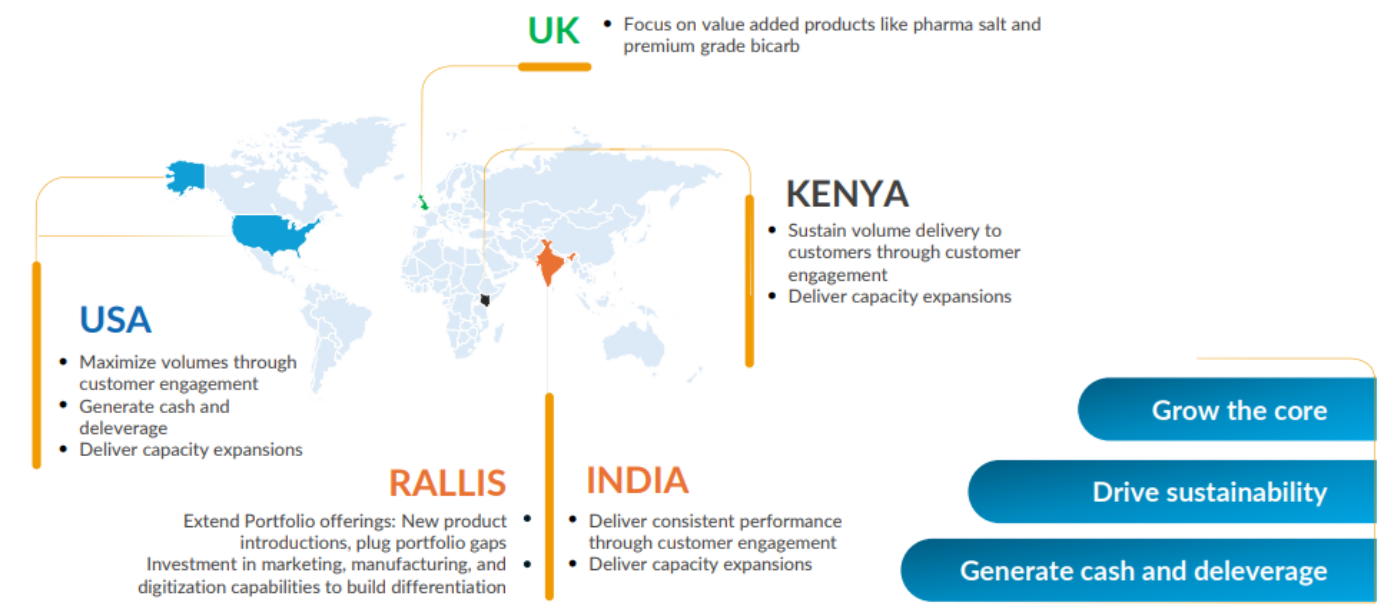 UK
• Focus on value added products like pharma salt and
premium grade bicarb
KENYA
• Sustain volume delivery to
customers through customer
engagement
• Deliver capacity expansions
USA
• Maximize volumes through
customer engagement
• Generate cash and
deleverage
• Deliver capacity expansions
RALLIS
Extend Portfolio offerings: New product •
introductions, plug portfolio gaps
Investment in marketing, manufacturing, and •
digitization capabilities to build differentiation
INDIA
• Deliver consistent performance
through customer engagement
• Deliver capacity expansions
Grow the core
Drive sustainability
Generate cash and deleverage